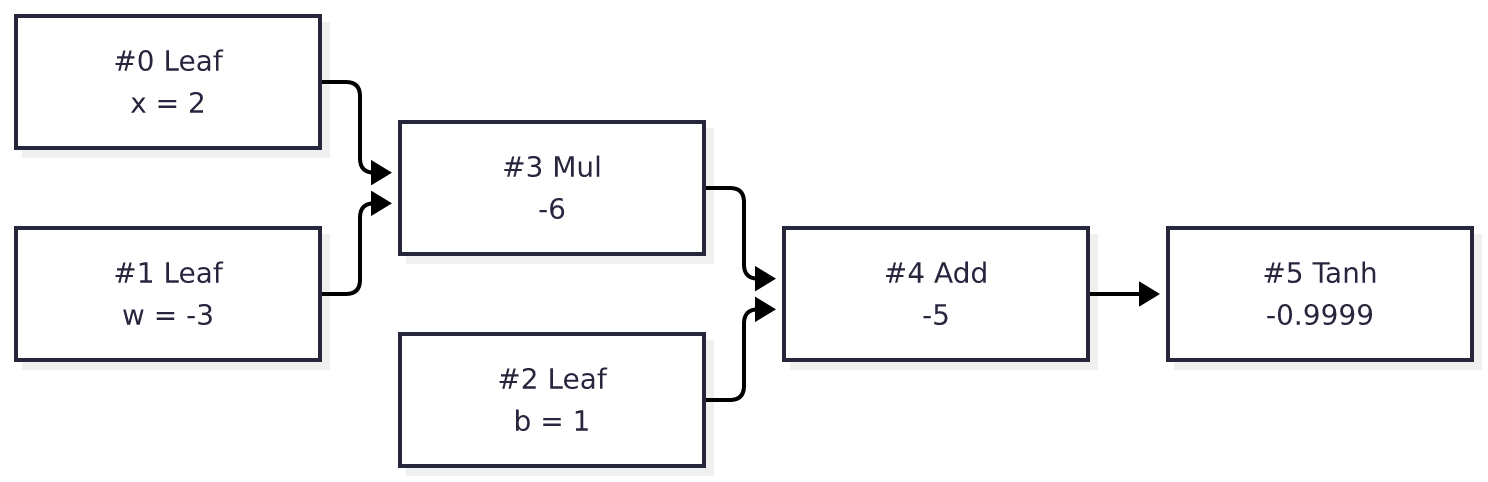 #0 Leaf
x = 2
#1 Leaf
w = -3
#3 Mul
-6
#2 Leaf
b = 1
#4 Add
-5
#5 Tanh
-0.9999